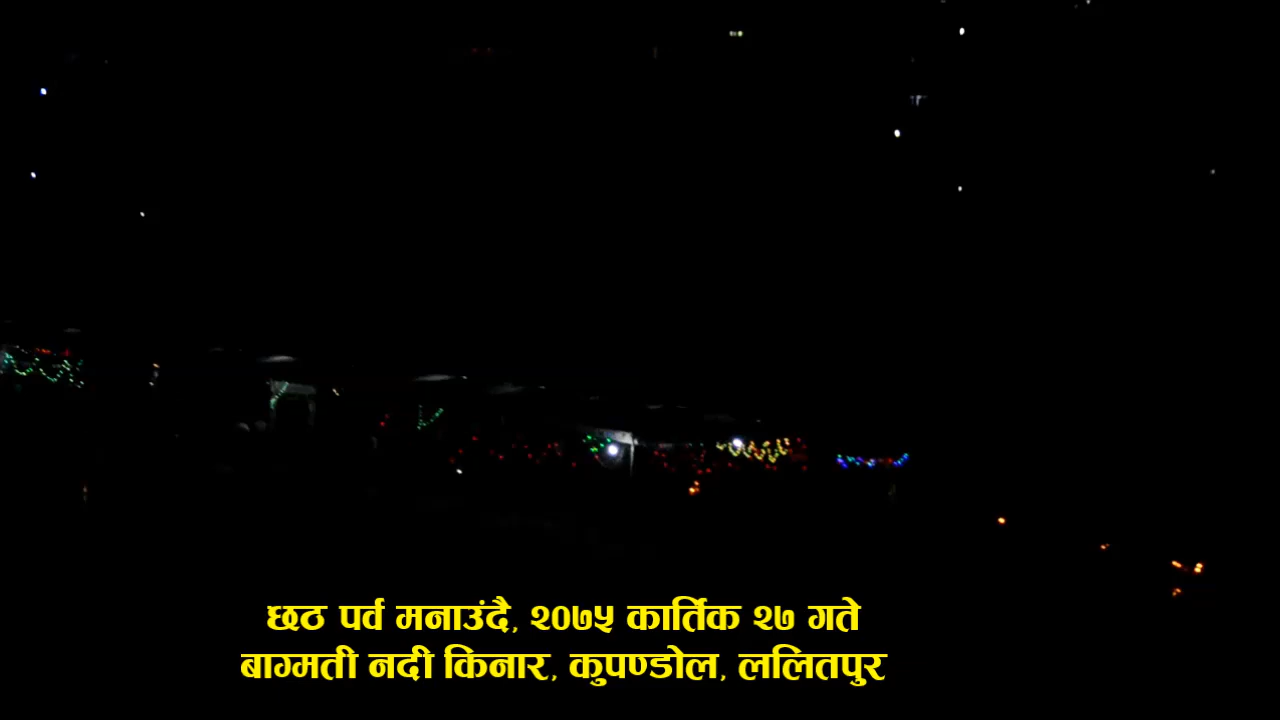 छठ पर्व मनाउंदै, २०७५ कार्तिक २७ गते
बाग्मती नदी किनार, कुपण्डोल, ललितपुर